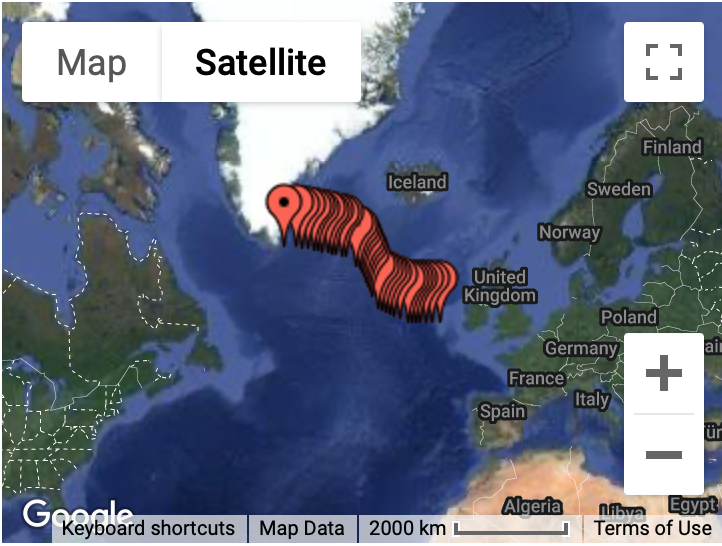 Map
Satellite
Finland
Iceland
Sweden
Norway
United
Kingdom
Poland
Germany
France
Italy
Spain
Algeria
Libya
Egypt
Google
Keyboard shortcuts
Map Data
2000 km
Terms of Use